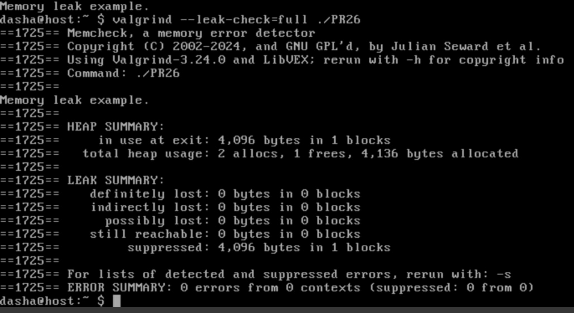 Memory leak example.
dasha@host:~ $ valgrind --leak-check=full ./PR26
==1725== Memcheck, a memory error detector
==1725== Copyright (C) 2002-2024, and GNU GPL'd, by Julian Seward et al.
==1725== Using Valgrind-3.24.0 and LibVEX; rerun with -h for copyright info
==1725== Command: ./PR26
==1725==
Memory leak example.
==1725==
==1725== HEAP SUMMARY:
==1725==     in use at exit: 4,096 bytes in 1 blocks
==1725==   total heap usage: 2 allocs, 1 frees, 4,136 bytes allocated
==1725==
==1725== LEAK SUMMARY:
==1725==    definitely lost: 0 bytes in 0 blocks
==1725==    indirectly lost: 0 bytes in 0 blocks
==1725==      possibly lost: 0 bytes in 0 blocks
==1725==    still reachable: 0 bytes in 0 blocks
==1725==         suppressed: 4,096 bytes in 1 blocks
==1725==
==1725== For lists of detected and suppressed errors, rerun with: -s
==1725== ERROR SUMMARY: 0 errors from 0 contexts (suppressed: 0 from 0)
dasha@host:~ $